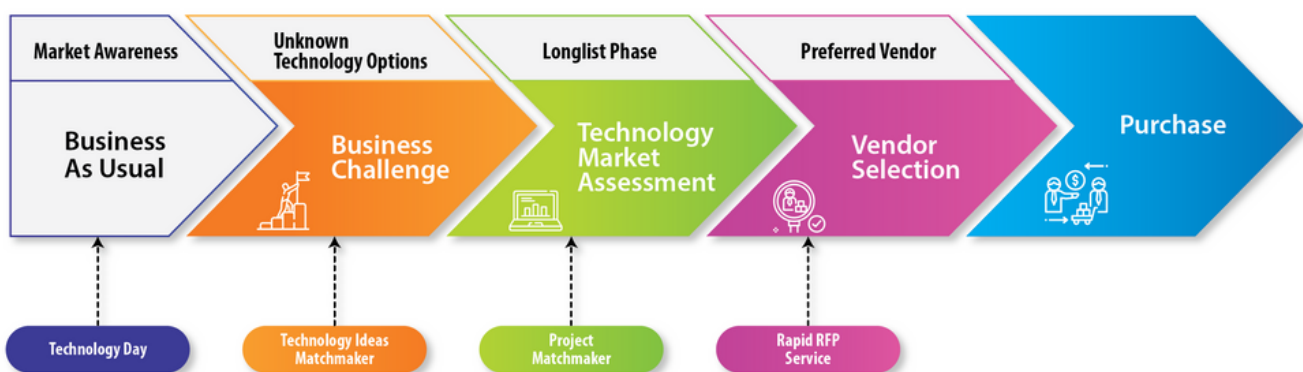 Market Awareness
Unknown
Technology Options
Longlist Phase
Preferred Vendor
Business
As Usual
Business
Challenge
Technology
Market
Assessment
Vendor
Selection
Purchase
$
Technology Day
Technology Ideas
Matchmaker
Project
Matchmaker
Rapid RFP
Service